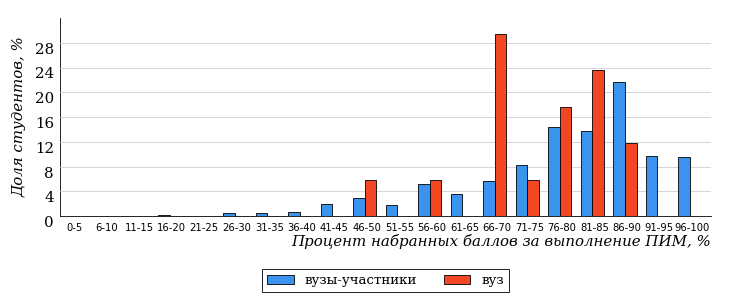 Доля студентов, %
28
24
20
16
12
8
4
0
0-5 6-10 11-15 16-20 21-25 26-30 31-35 36-40 41-45 46-50 51-55 56-60 61-65 66-70 71-75 76-80 81-85 86-90 91-95 96-100
Процент набранных баллов за выполнение ПИМ, %
вузы-участники вуз